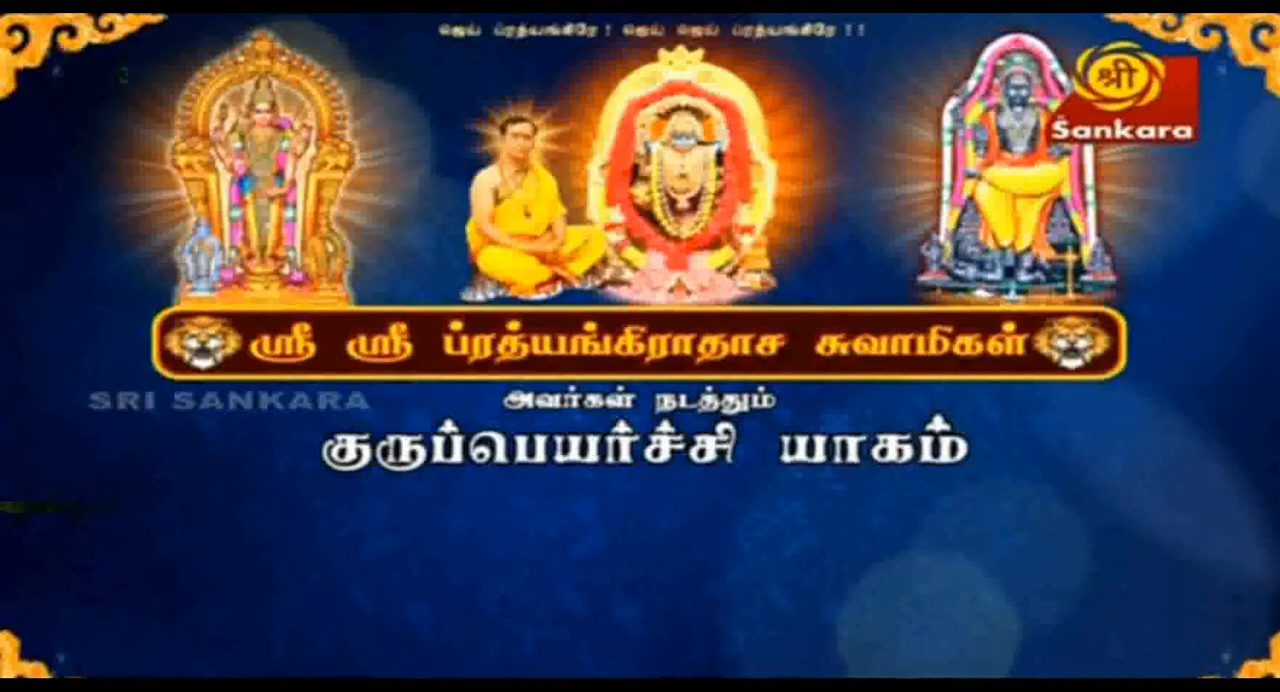 ஜெய் ப்ரத்யங்கிரே ! ஜெய் ஜெய் ப்ரத்யங்கிரே !!
श्री
Sankara
ஸ்ரீ ஸ்ரீ ப்ரத்யங்கிராதாச சுவாமிகள்
SRI SANKARA
அவர்கள் நடத்தும்
குருப்பெயர்ச்சி யாகம்